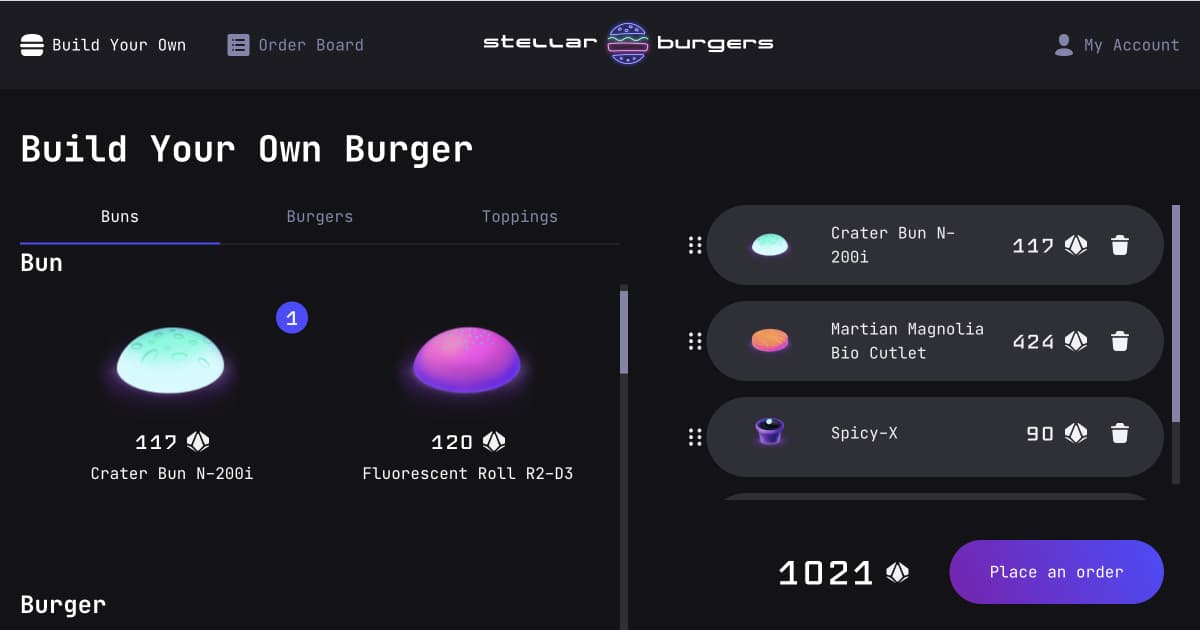 Build Your Own
Order Board
stellar burgers
My Account
Build Your Own Burger
Buns
Burgers
Toppings
Bun
1
117
Crater Bun N-200i
120
Fluorescent Roll R2-D3
Burger
Crater Bun N-
200i
117
Martian Magnolia
Bio Cutlet
424
Spicy-X
90
1021
Place an order